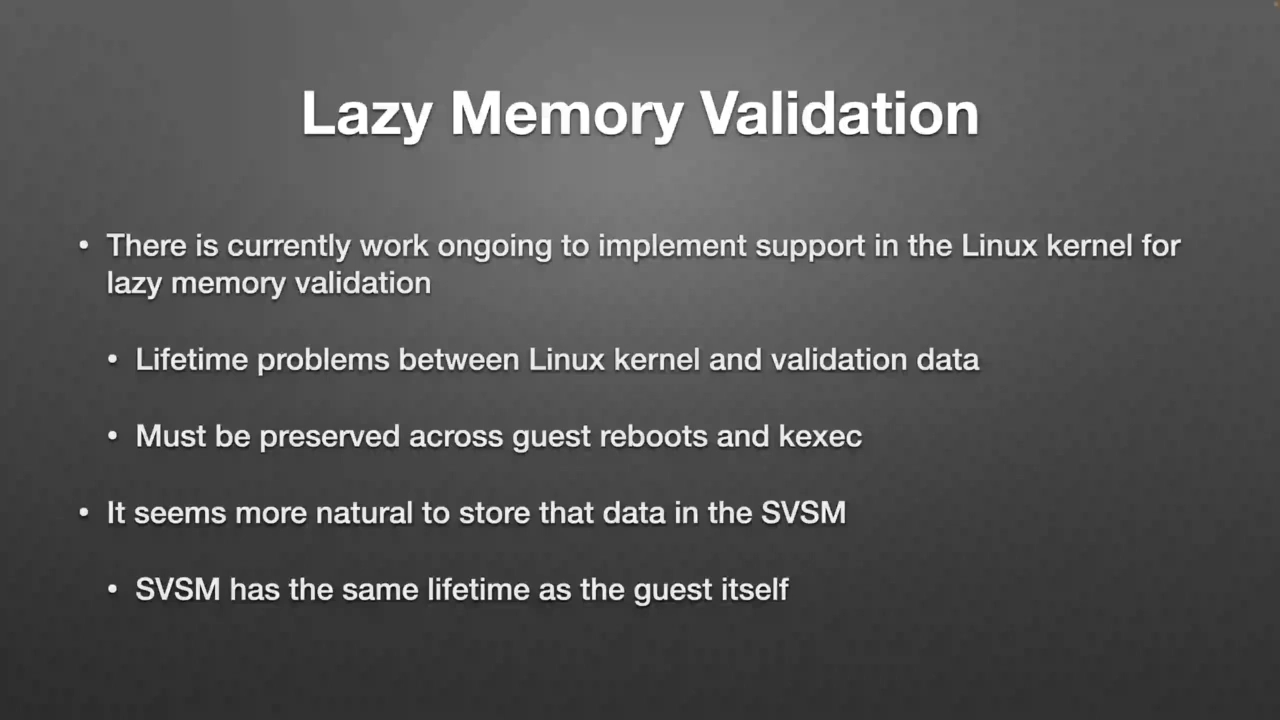 Lazy Memory Validation
• There is currently work ongoing to implement support in the Linux kernel for
lazy memory validation
• Lifetime problems between Linux kernel and validation data
• Must be preserved across guest reboots and kexec
• It seems more natural to store that data in the SVSM
• SVSM has the same lifetime as the guest itself